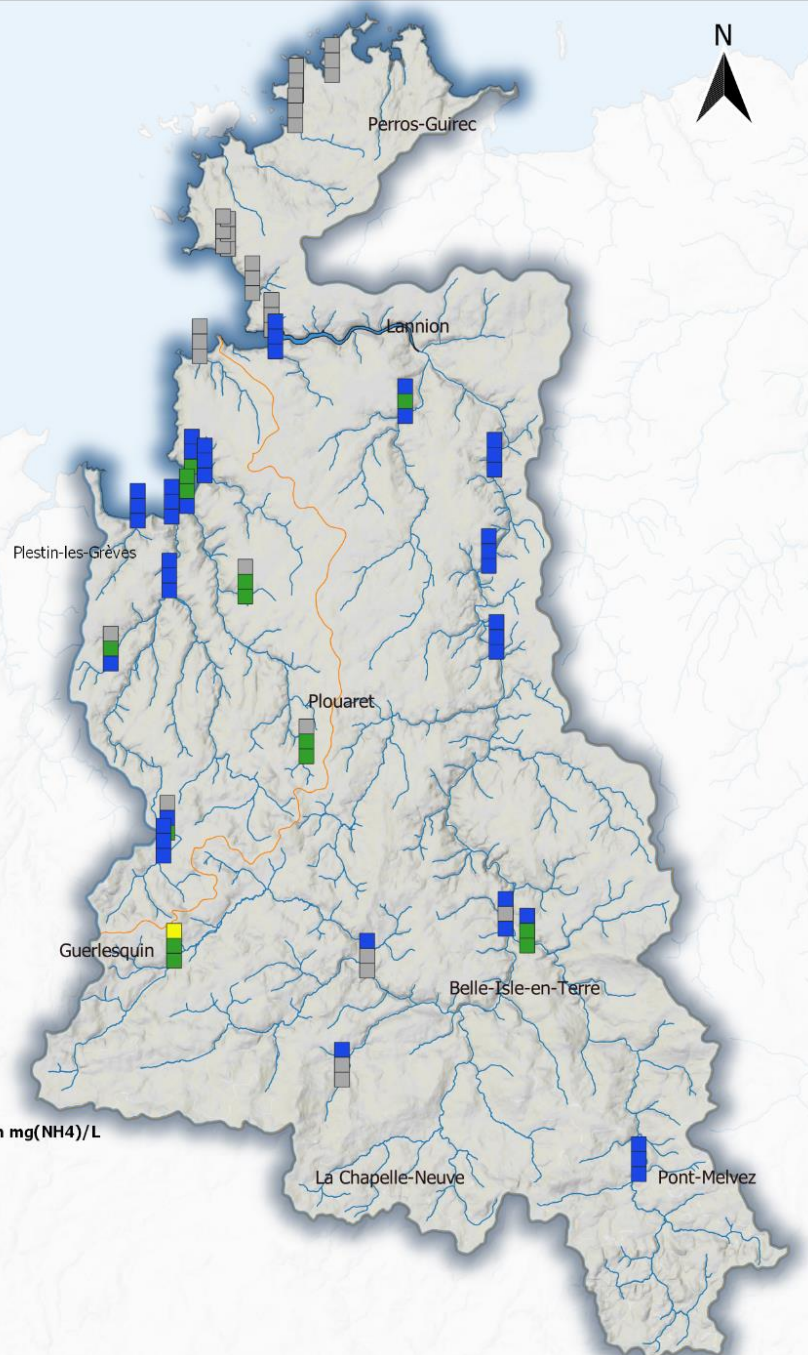 N
Perros-Guirec
Lannion
Plestin-les-Grèves
Plouaret
Guerlesquin
Belle-Isle-en-Terre
mg(NH4)/L
La Chapelle-Neuve
Pont-Melvez